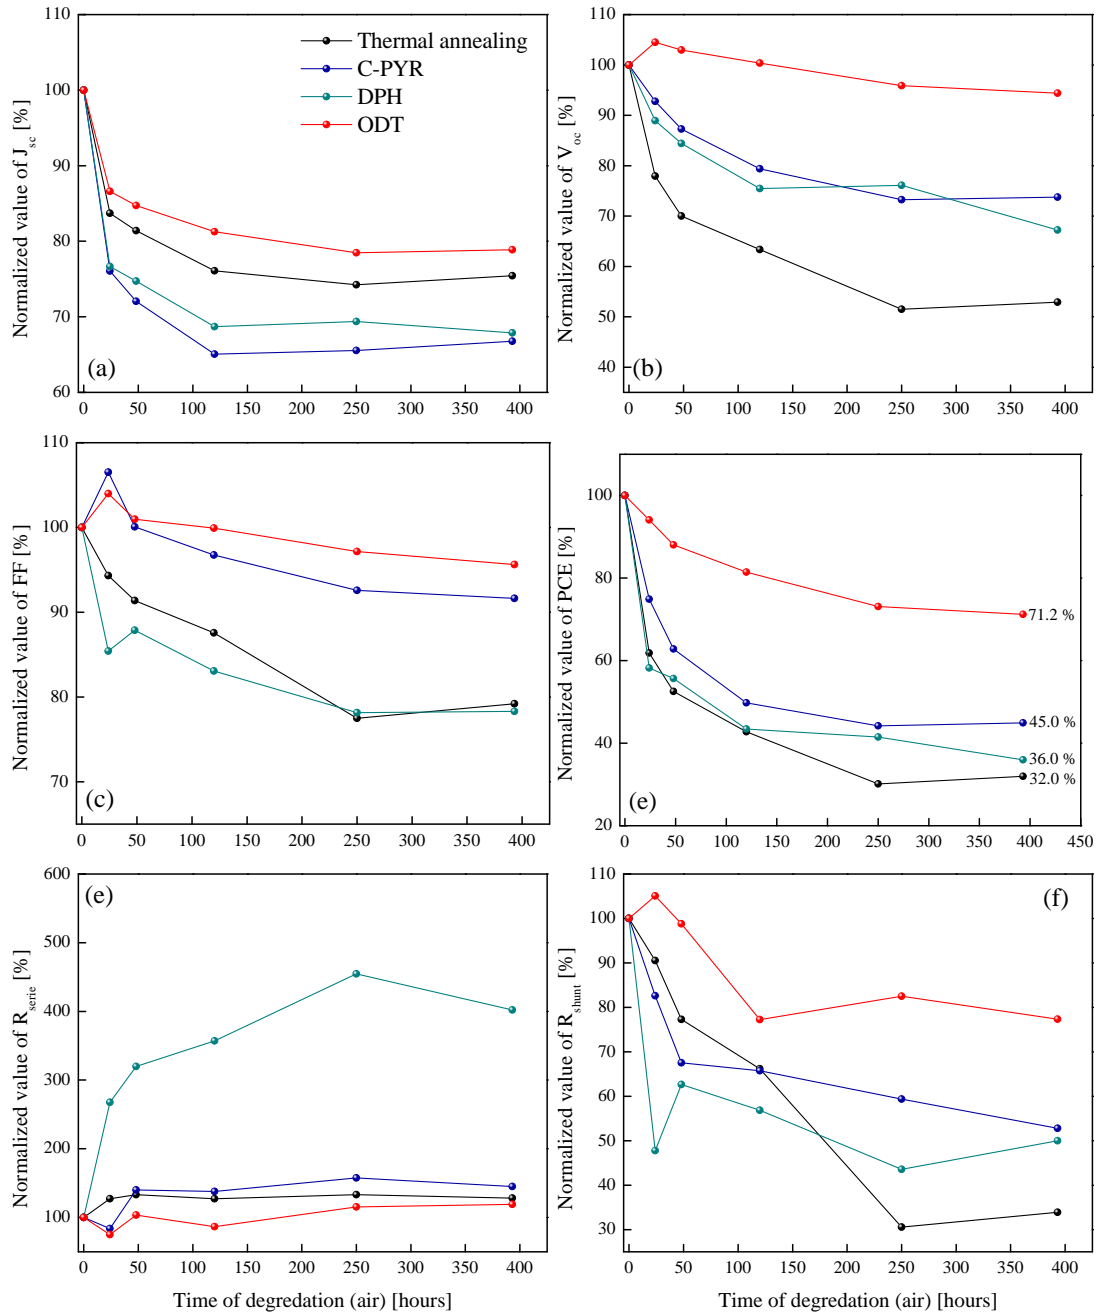 110
100
90
80
70
60
Normalized value of J_sc [%]
Thermal annealing
C-PYR
DPH
ODT
(a)
0 50 100 150 200 250 300 350 400
110
100
90
80
70
60
50
40
Normalized value of V_oc [%]
(b)
0 50 100 150 200 250 300 350 400
110
100
90
80
70
Normalized value of FF [%]
(c)
0 50 100 150 200 250 300 350 400
100
80
60
40
20
Normalized value of PCE [%]
71.2 %
45.0 %
36.0 %
32.0 %
(e)
0 50 100 150 200 250 300 350 400 450
600
500
400
300
200
100
Normalized value of R_serie [%]
(e)
0 50 100 150 200 250 300 350 400
Time of degredation (air) [hours]
110
100
90
80
70
60
50
40
30
Normalized value of R_shunt [%]
(f)
0 50 100 150 200 250 300 350 400
Time of degredation (air) [hours]